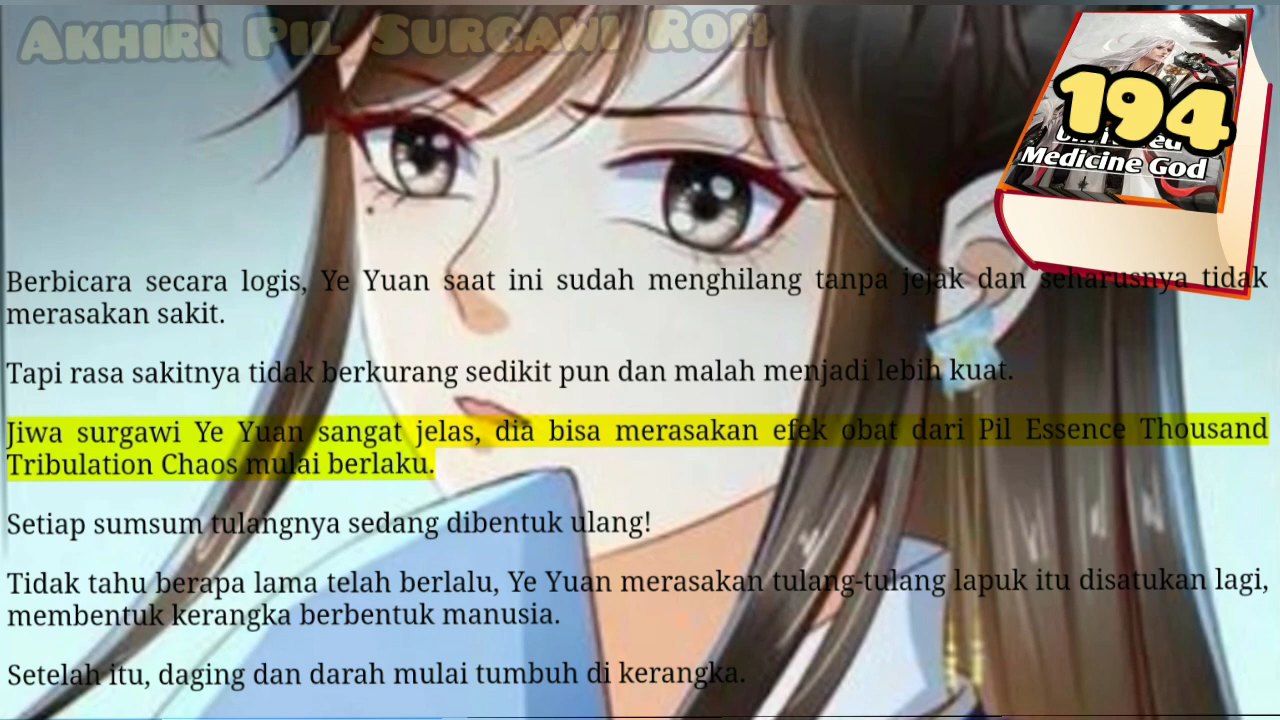 Akhiri Pil Surgawi Roh
194
Medicine God
Berbicara secara logis, Ye Yuan saat ini sudah menghilang tanpa jejak dan seharusnya tidak
merasakan sakit.
Tapi rasa sakitnya tidak berkurang sedikit pun dan malah menjadi lebih kuat.
Jiwa surgawi Ye Yuan sangat jelas, dia bisa merasakan efek obat dari Pil Essence Thousand
Tribulation Chaos mulai berlaku.
Setiap sumsum tulangnya sedang dibentuk ulang!
Tidak tahu berapa lama telah berlalu, Ye Yuan merasakan tulang-tulang lapuk itu disatukan lagi,
membentuk kerangka berbentuk manusia.
Setelah itu, daging dan darah mulai tumbuh di kerangka.